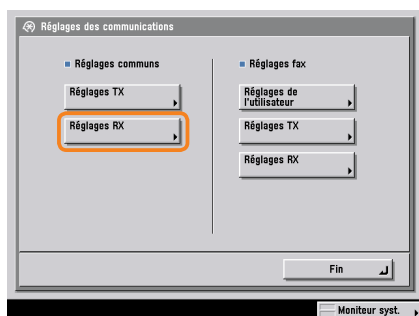 Réglages des communications
Réglages communs
Réglages TX
Réglages RX
Réglages fax
Réglages de
l'utilisateur
Réglages TX
Réglages RX
Fin
Moniteur syst.